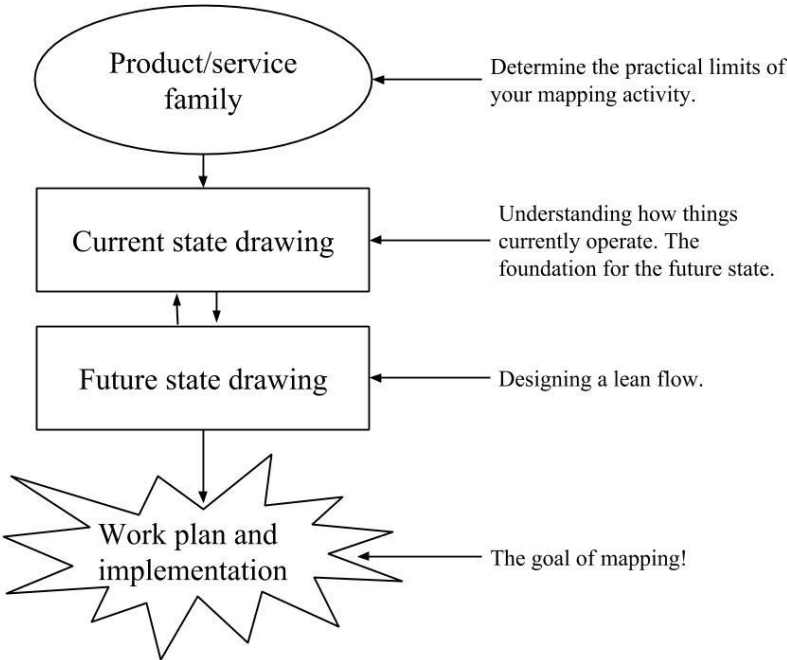 Product/service
family
Determine the practical limits of
your mapping activity.
Current state drawing
Understanding how things
currently operate. The
foundation for the future state.
Future state drawing
Designing a lean flow.
Work plan and
implementation
The goal of mapping!